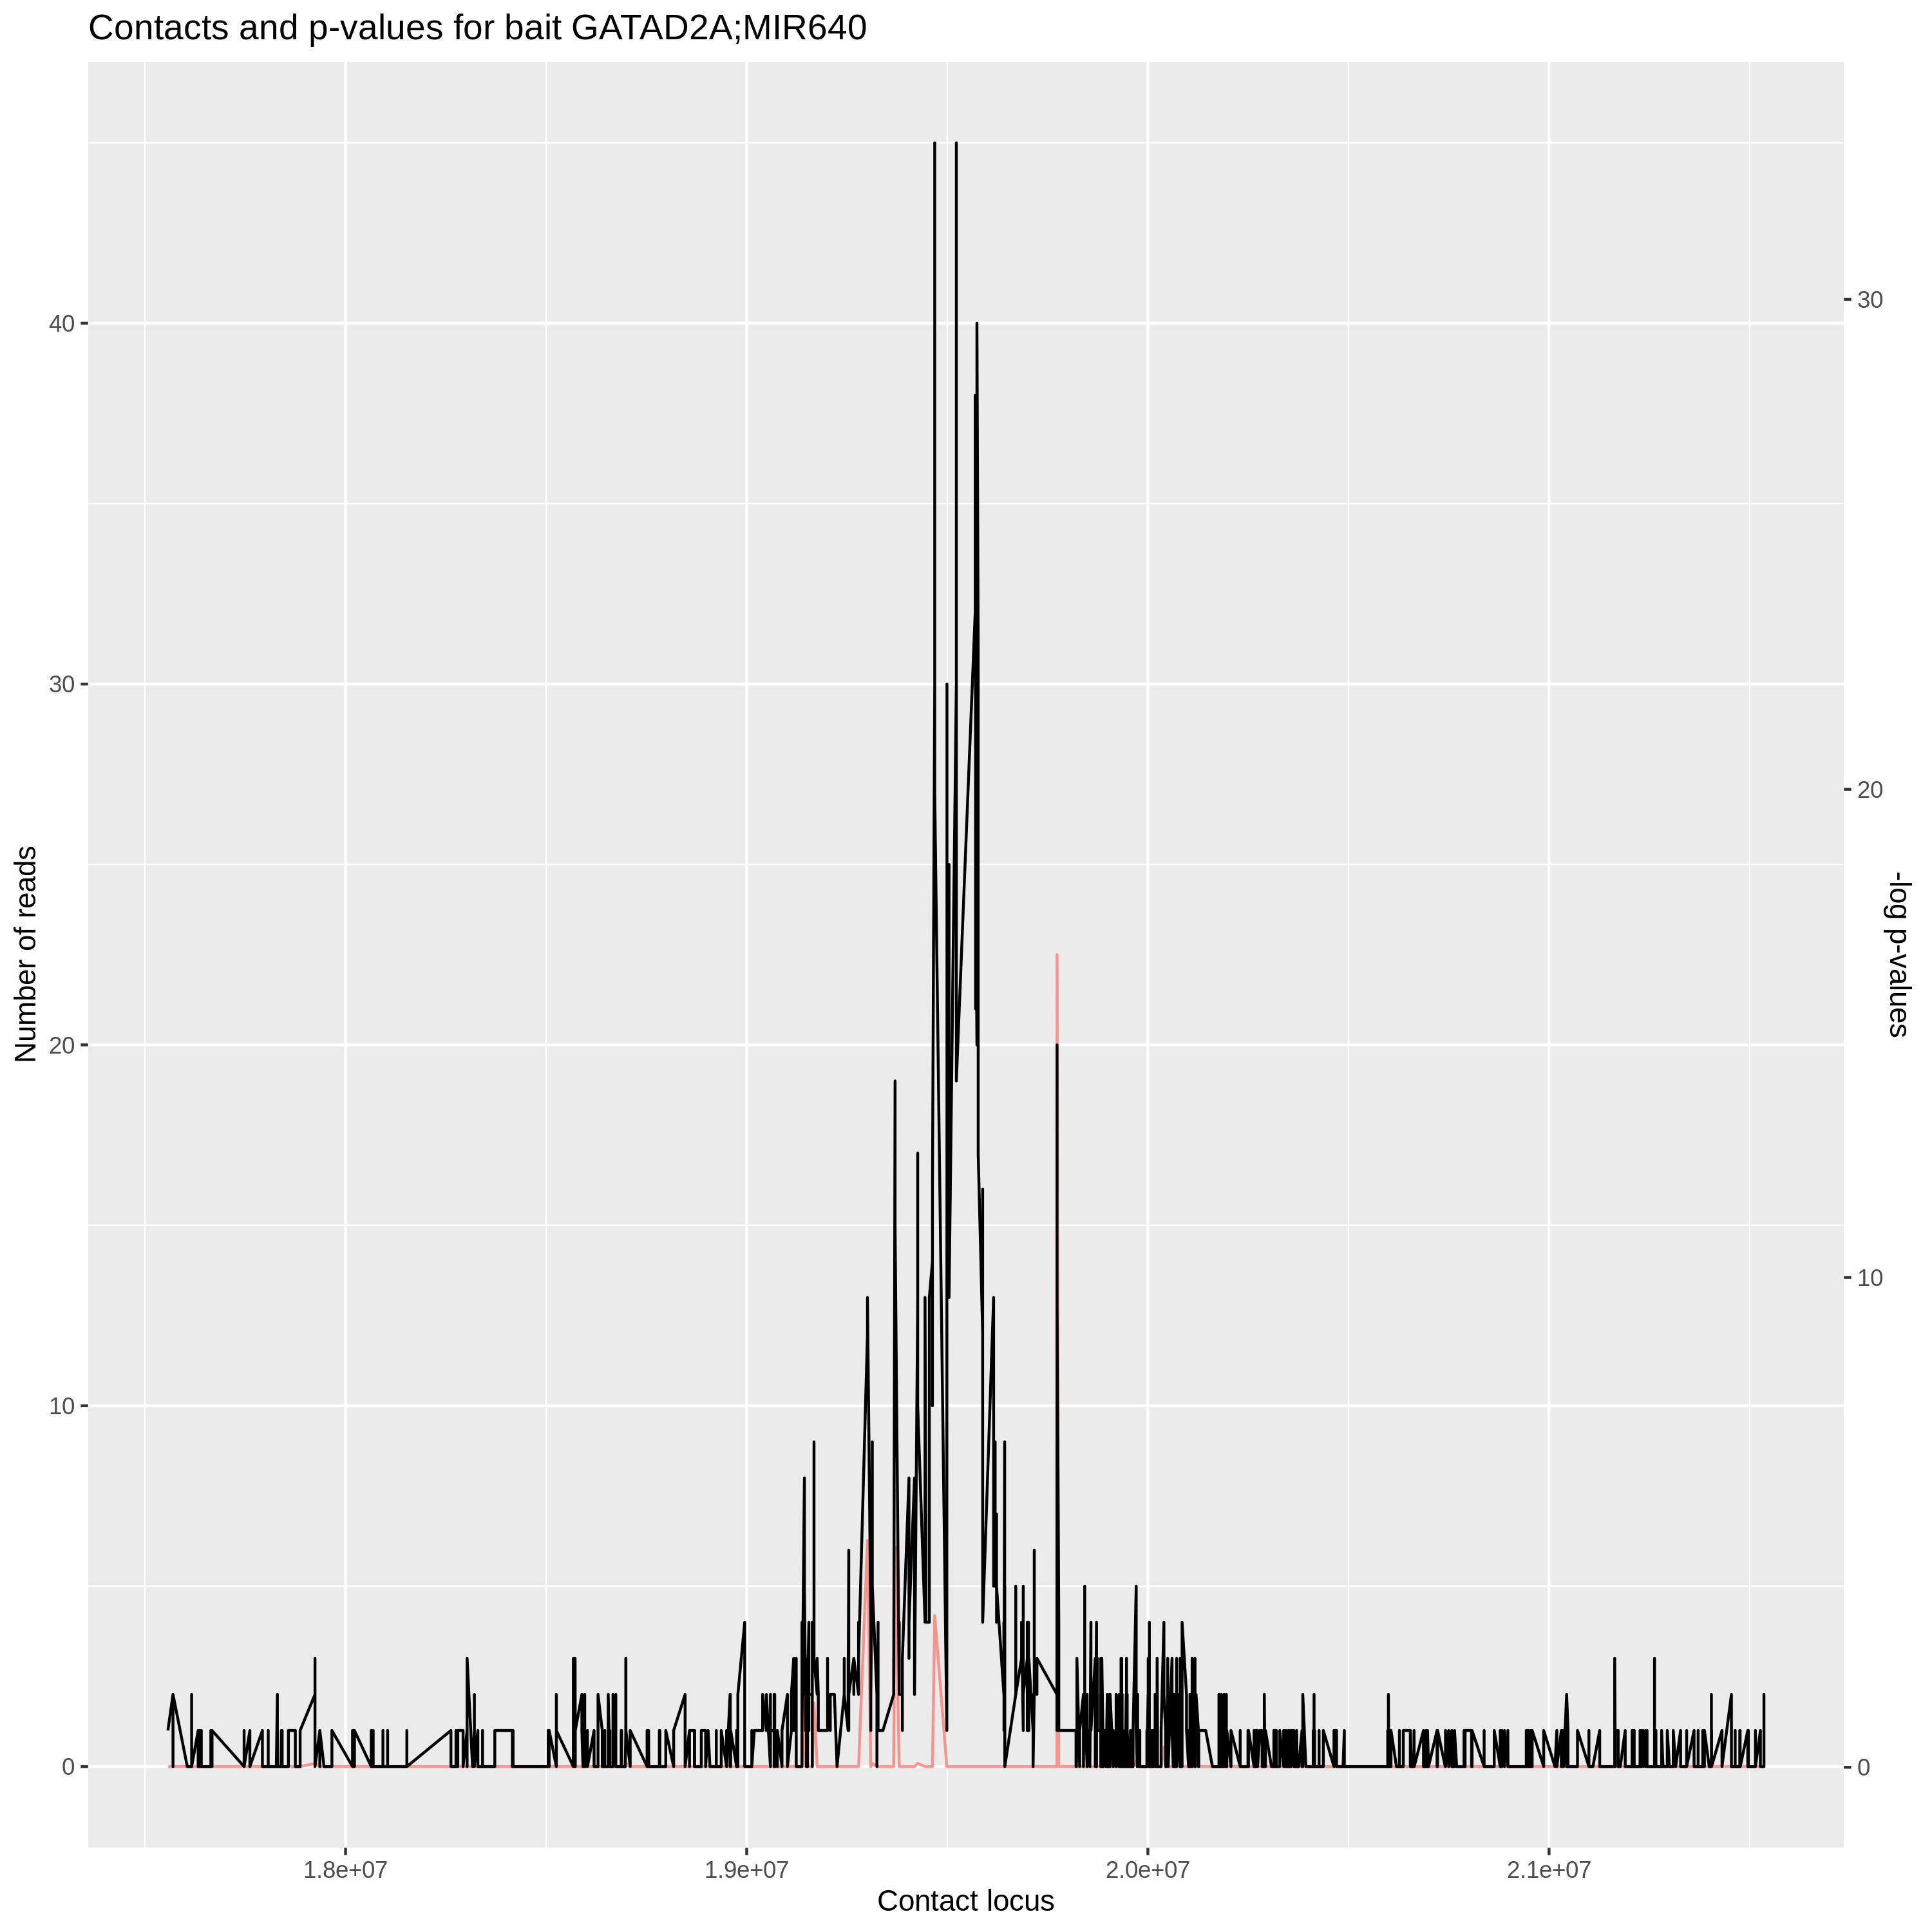 Contacts and p-values for bait GATAD2A;MIR640
40
30
20
10
0
30
20
10
0
Number of reads
-log p-values
1.8e+07
1.9e+07
2.0e+07
2.1e+07
Contact locus